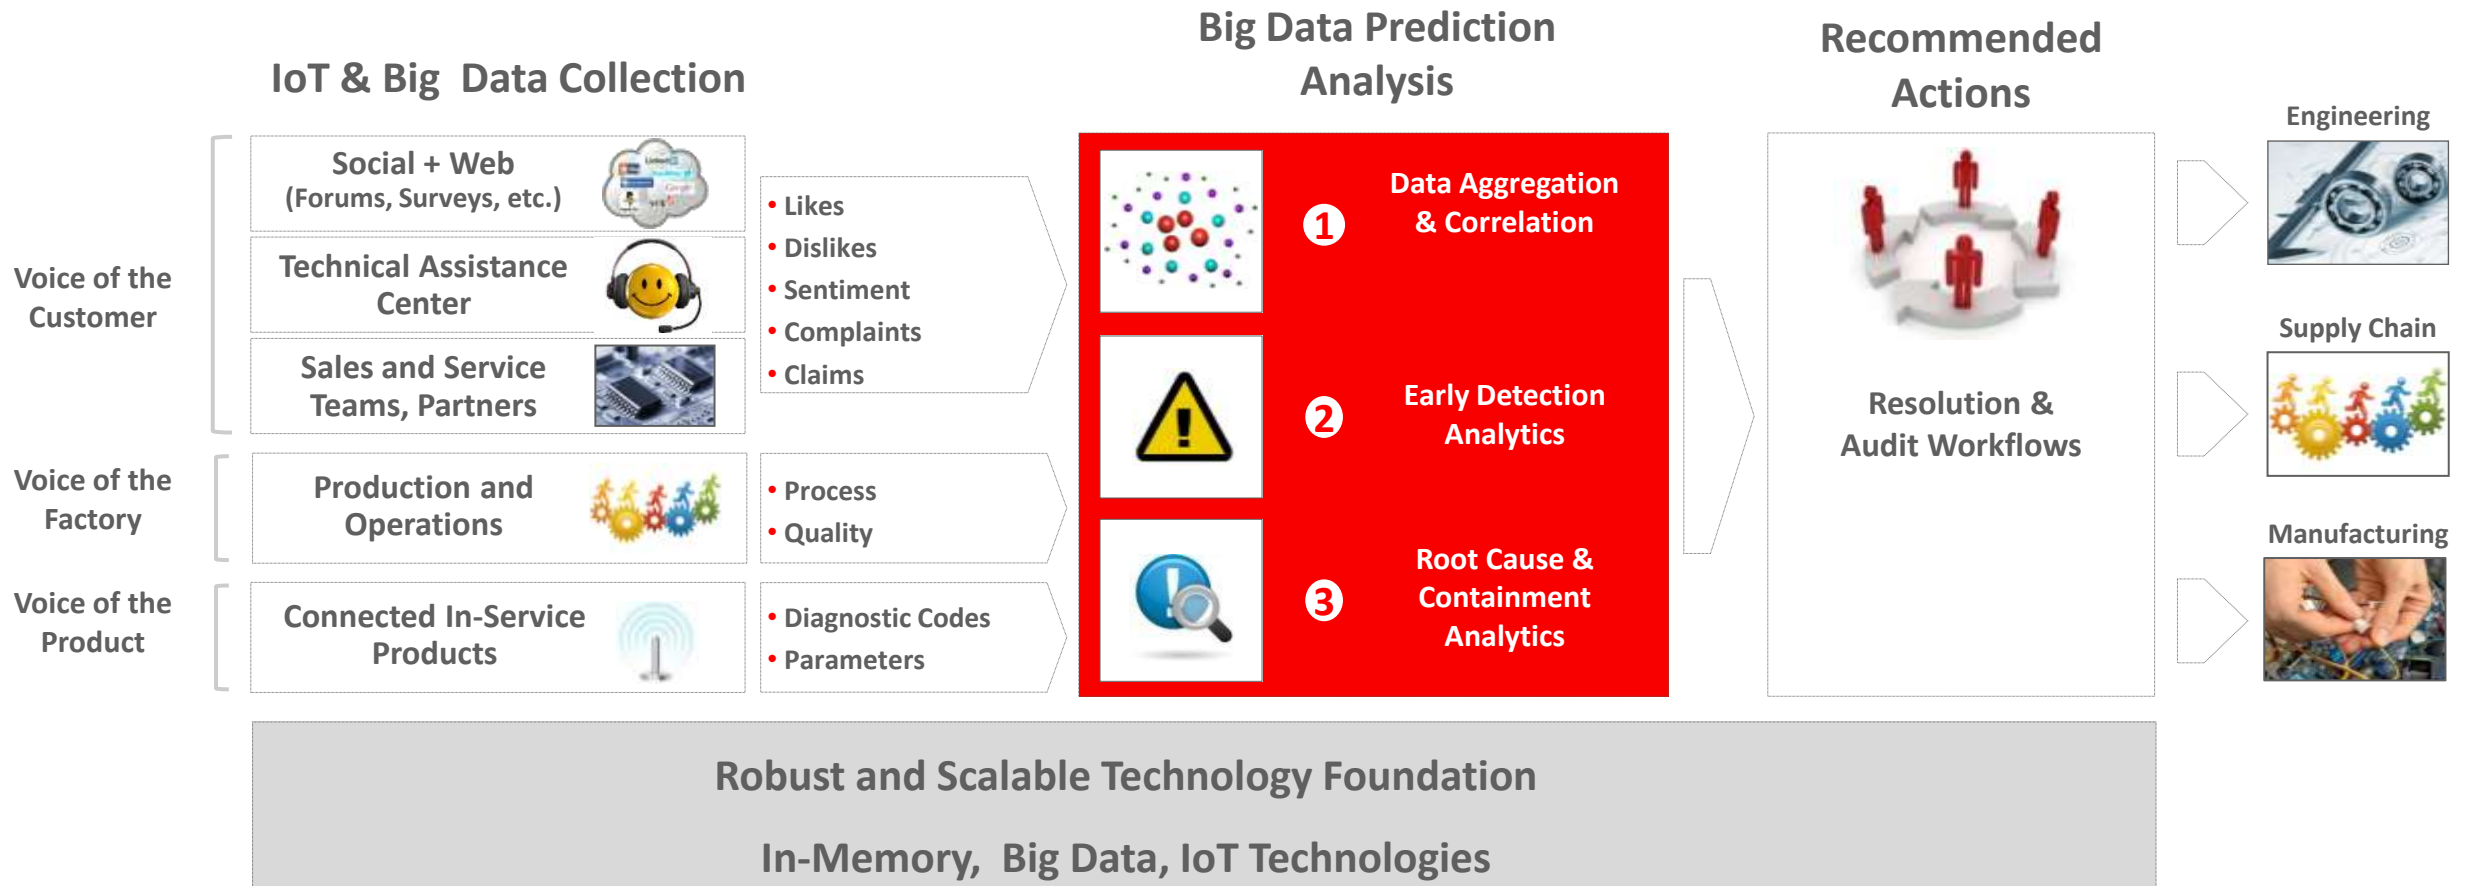 IoT & Big Data Collection
Big Data Prediction
Analysis
Recommended
Actions
Voice of the
Customer
Social + Web
(Forums, Surveys, etc.)
Technical Assistance
Center
Sales and Service
Teams, Partners
• Likes
• Dislikes
• Sentiment
• Complaints
• Claims
Voice of the
Factory
Production and
Operations
• Process
• Quality
Voice of the
Product
Connected In-Service
Products
• Diagnostic Codes
• Parameters
1
Data Aggregation
& Correlation
2
Early Detection
Analytics
3
Root Cause &
Containment
Analytics
Resolution &
Audit Workflows
Engineering
Supply Chain
Manufacturing
Robust and Scalable Technology Foundation
In-Memory, Big Data, IoT Technologies